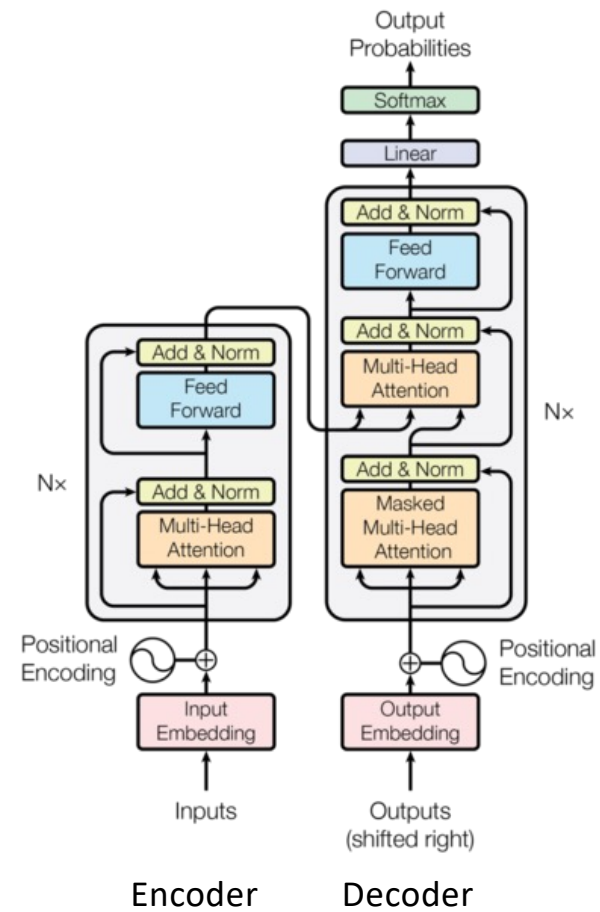 Output
Probabilities
Softmax
Linear
Add & Norm
Feed
Forward
Add & Norm
Multi-Head
Attention
Nx
Add & Norm
Masked
Multi-Head
Attention
Add & Norm
Feed
Forward
Nx
Add & Norm
Multi-Head
Attention
Positional
Encoding
Positional
Encoding
Input
Embedding
Output
Embedding
Inputs
Outputs
(shifted right)
Encoder
Decoder